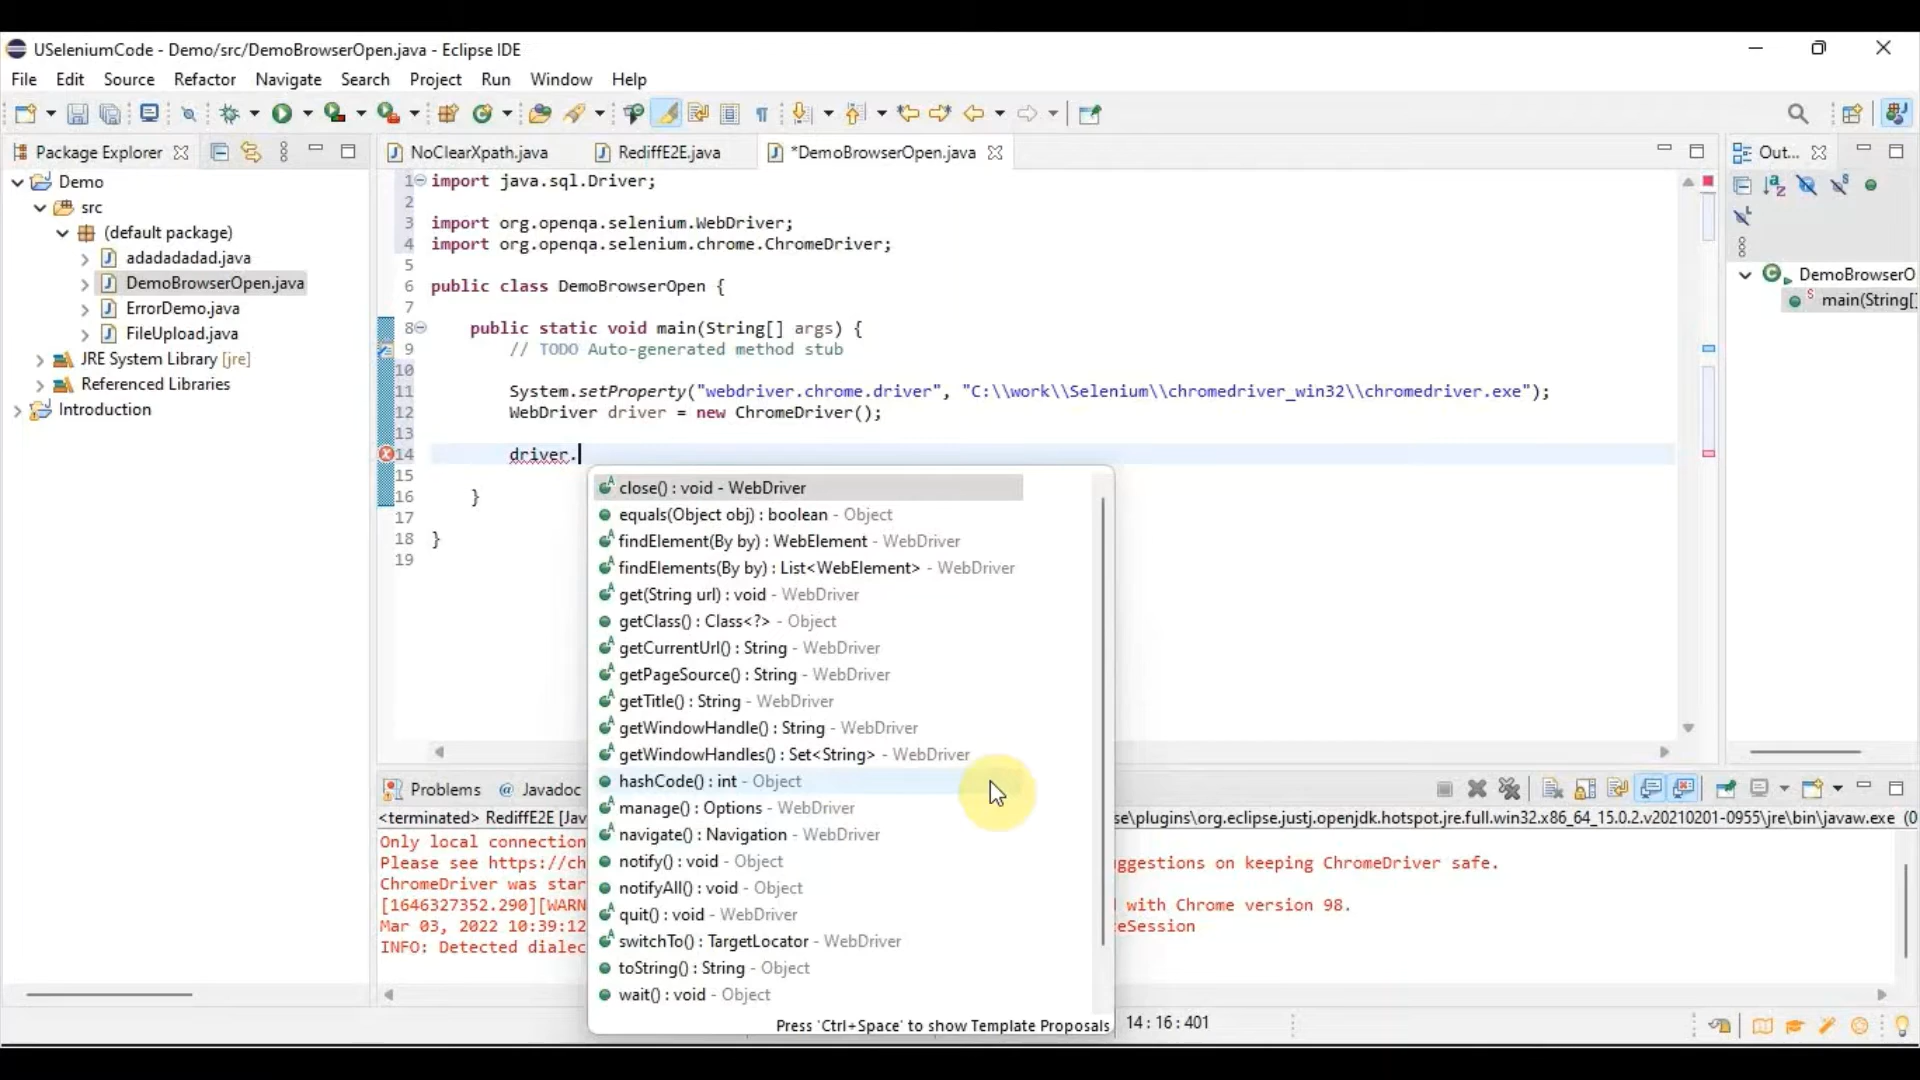 USeleniumCode - Demo/src/DemoBrowserOpen.java - Eclipse IDE
File Edit Source Refactor Navigate Search Project Run Window Help
Package Explorer
NoClearXpath.java RediffE2E.java *DemoBrowserOpen.java
Out...
Demo
src
(default package)
adadadadad.java
DemoBrowserOpen.java
ErrorDemo.java
FileUpload.java
JRE System Library [jre]
Referenced Libraries
Introduction
1 import java.sql.Driver;
2
3 import org.openqa.selenium.WebDriver;
4 import org.openqa.selenium.chrome.ChromeDriver;
5
6 public class DemoBrowserOpen {
7
8 public static void main(String[] args) {
9 // TODO Auto-generated method stub
10
11 System.setProperty("webdriver.chrome.driver", "C:\\work\\Selenium\\chromedriver_win32\\chromedriver.exe");
12 WebDriver driver = new ChromeDriver();
13
14 driver.
15
16 }
17
18 }
19
close() : void - WebDriver
equals(Object obj) : boolean - Object
findElement(By by) : WebElement - WebDriver
findElements(By by) : List<WebElement> - WebDriver
get(String url) : void - WebDriver
getClass() : Class<?> - Object
getCurrentUrl() : String - WebDriver
getPageSource() : String - WebDriver
getTitle() : String - WebDriver
getWindowHandle() : String - WebDriver
getWindowHandles() : Set<String> - WebDriver
hashCode() : int - Object
manage() : Options - WebDriver
navigate() : Navigation - WebDriver
notify() : void - Object
notifyAll() : void - Object
quit() : void - WebDriver
switchTo() : TargetLocator - WebDriver
toString() : String - Object
wait() : void - Object
Press 'Ctrl+Space' to show Template Proposals
DemoBrowserO
main(String[]
Problems @ Javadoc
<terminated> RediffE2E [Jav se\plugins\org.eclipse.justj.openjdk.hotspot.jre.full.win32.x86_64_15.0.2.v20210201-0955\jre\bin\javaw.exe (0
Only local connection
Please see https://ch ggestions on keeping ChromeDriver safe.
ChromeDriver was star
[1646327352.290][WARN with Chrome version 98.
Mar 03, 2022 10:39:12 eSession
INFO: Detected dialec
14 : 16 : 401